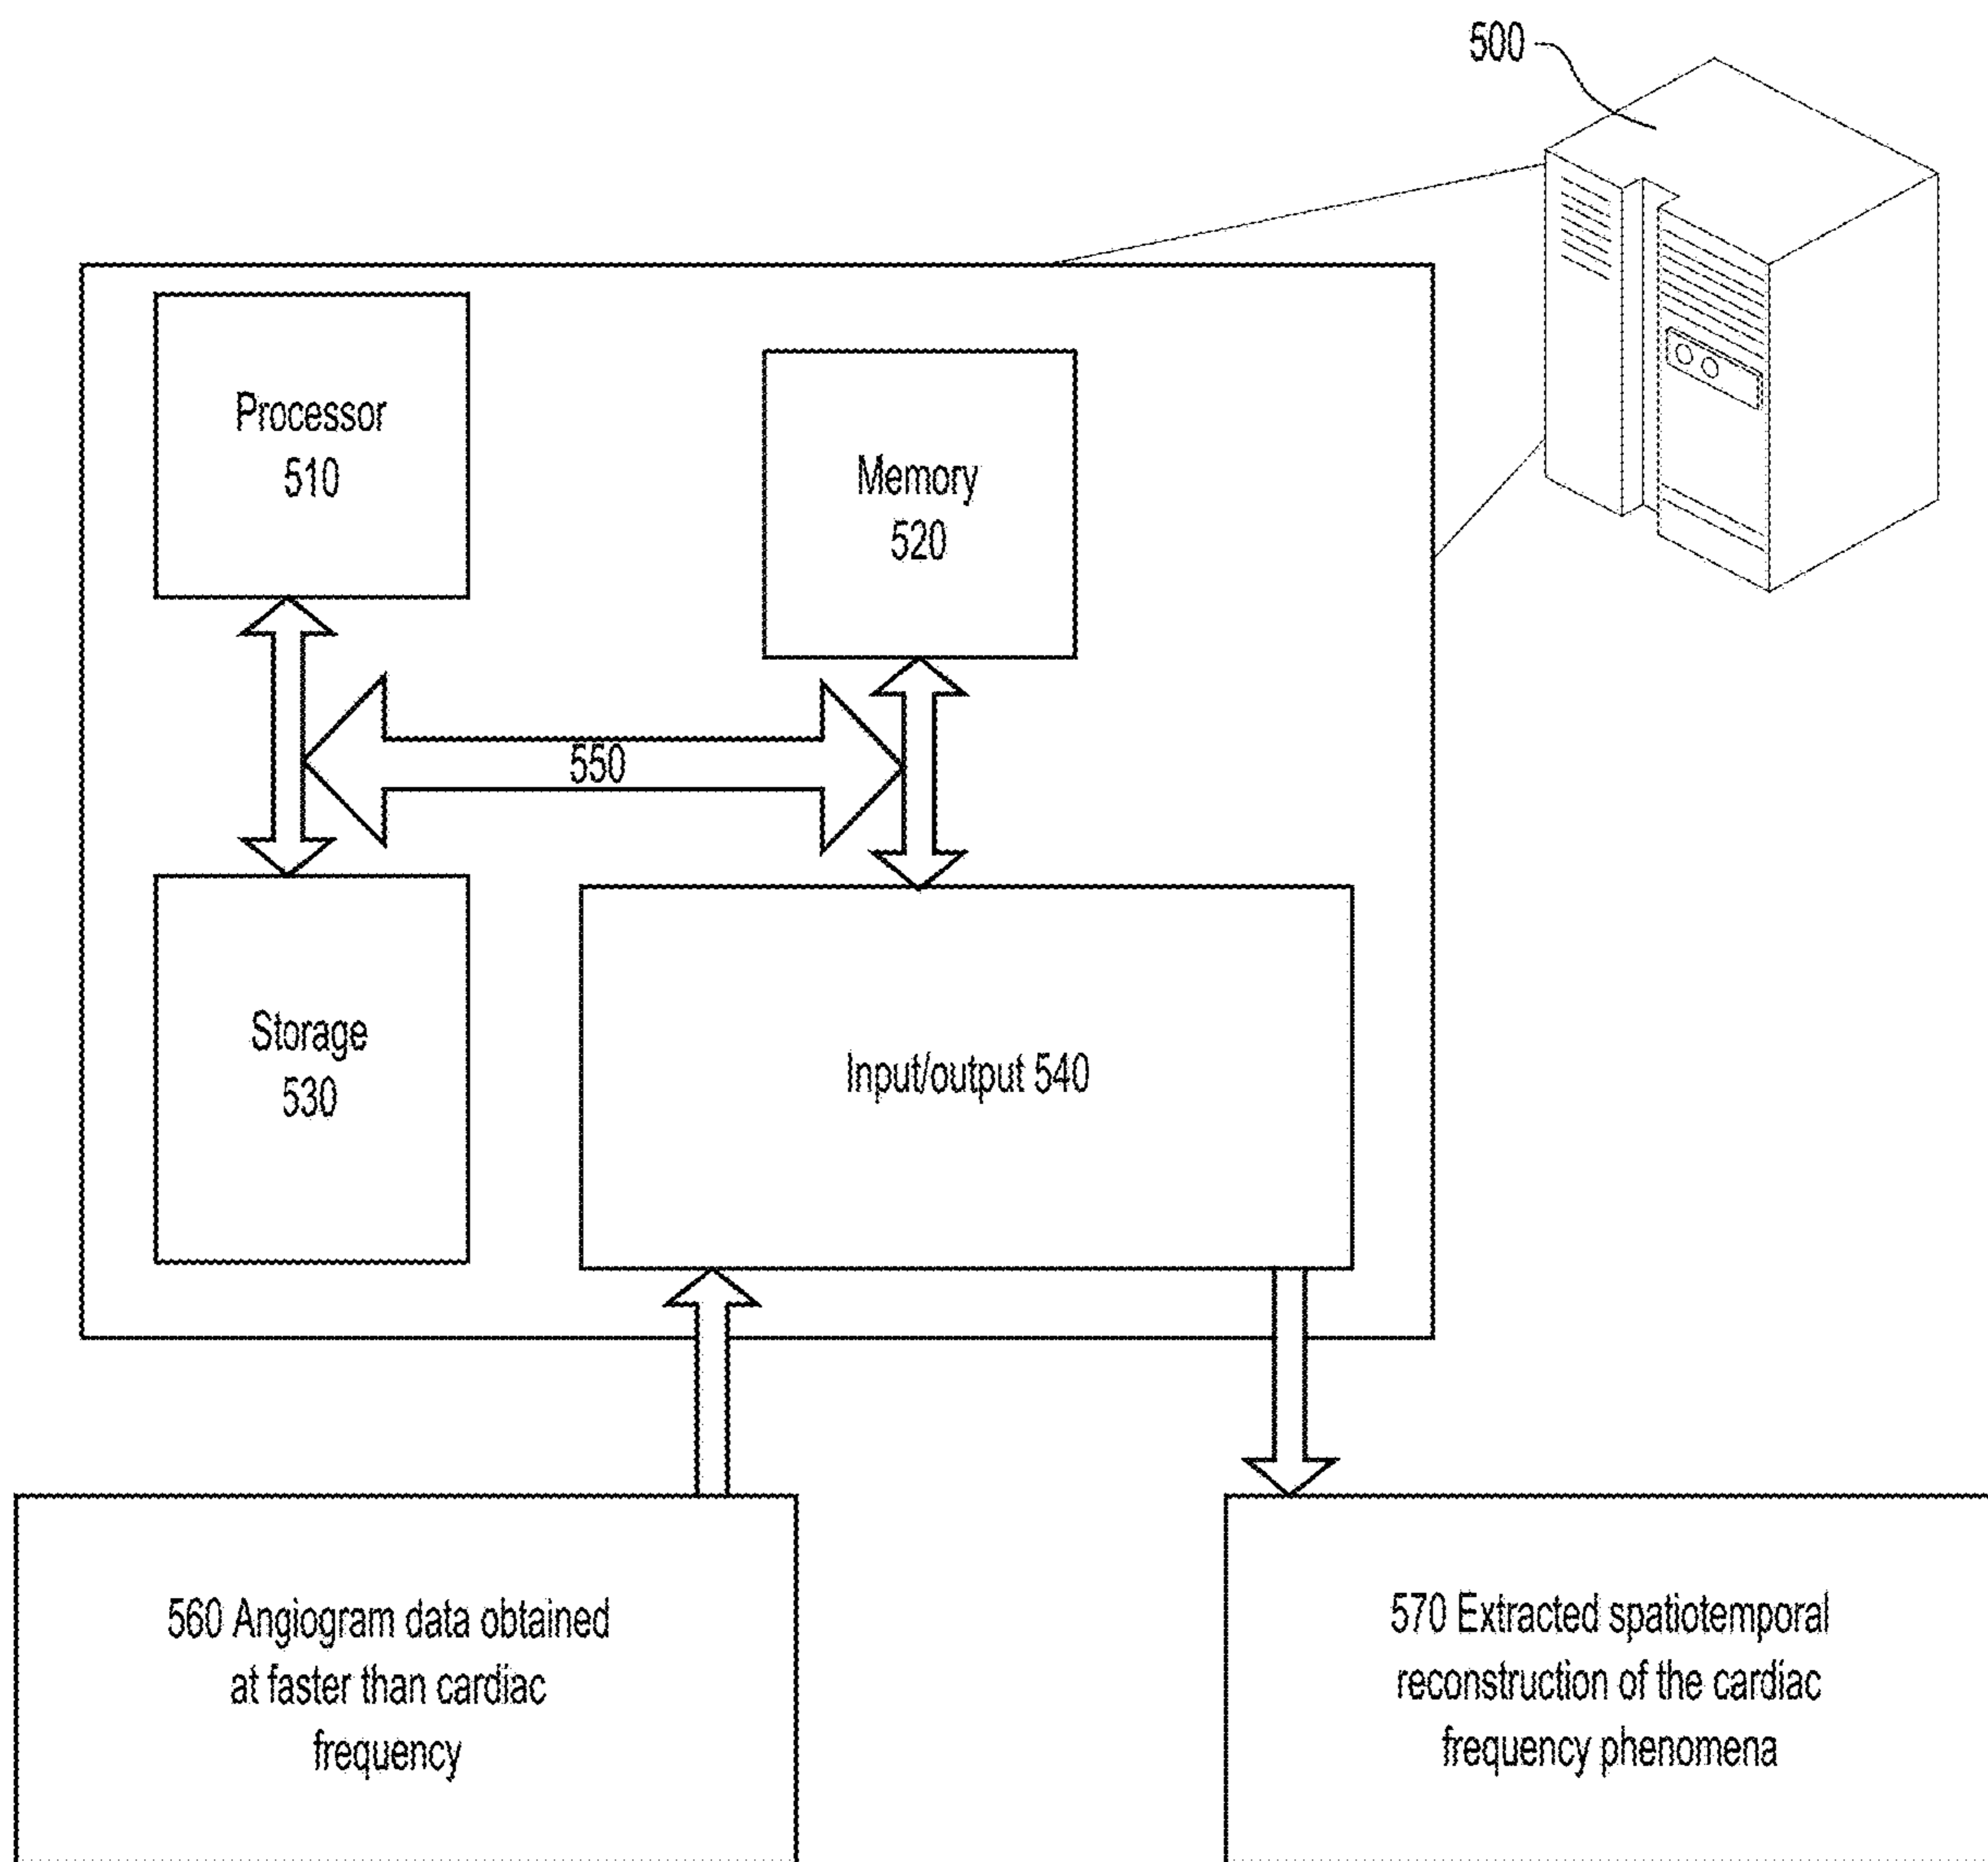 500
Processor
510
Memory
520
550
Storage
530
Input/output 540
560 Angiogram data obtained
at faster than cardiac
frequency
570 Extracted spatiotemporal
reconstruction of the cardiac
frequency phenomena